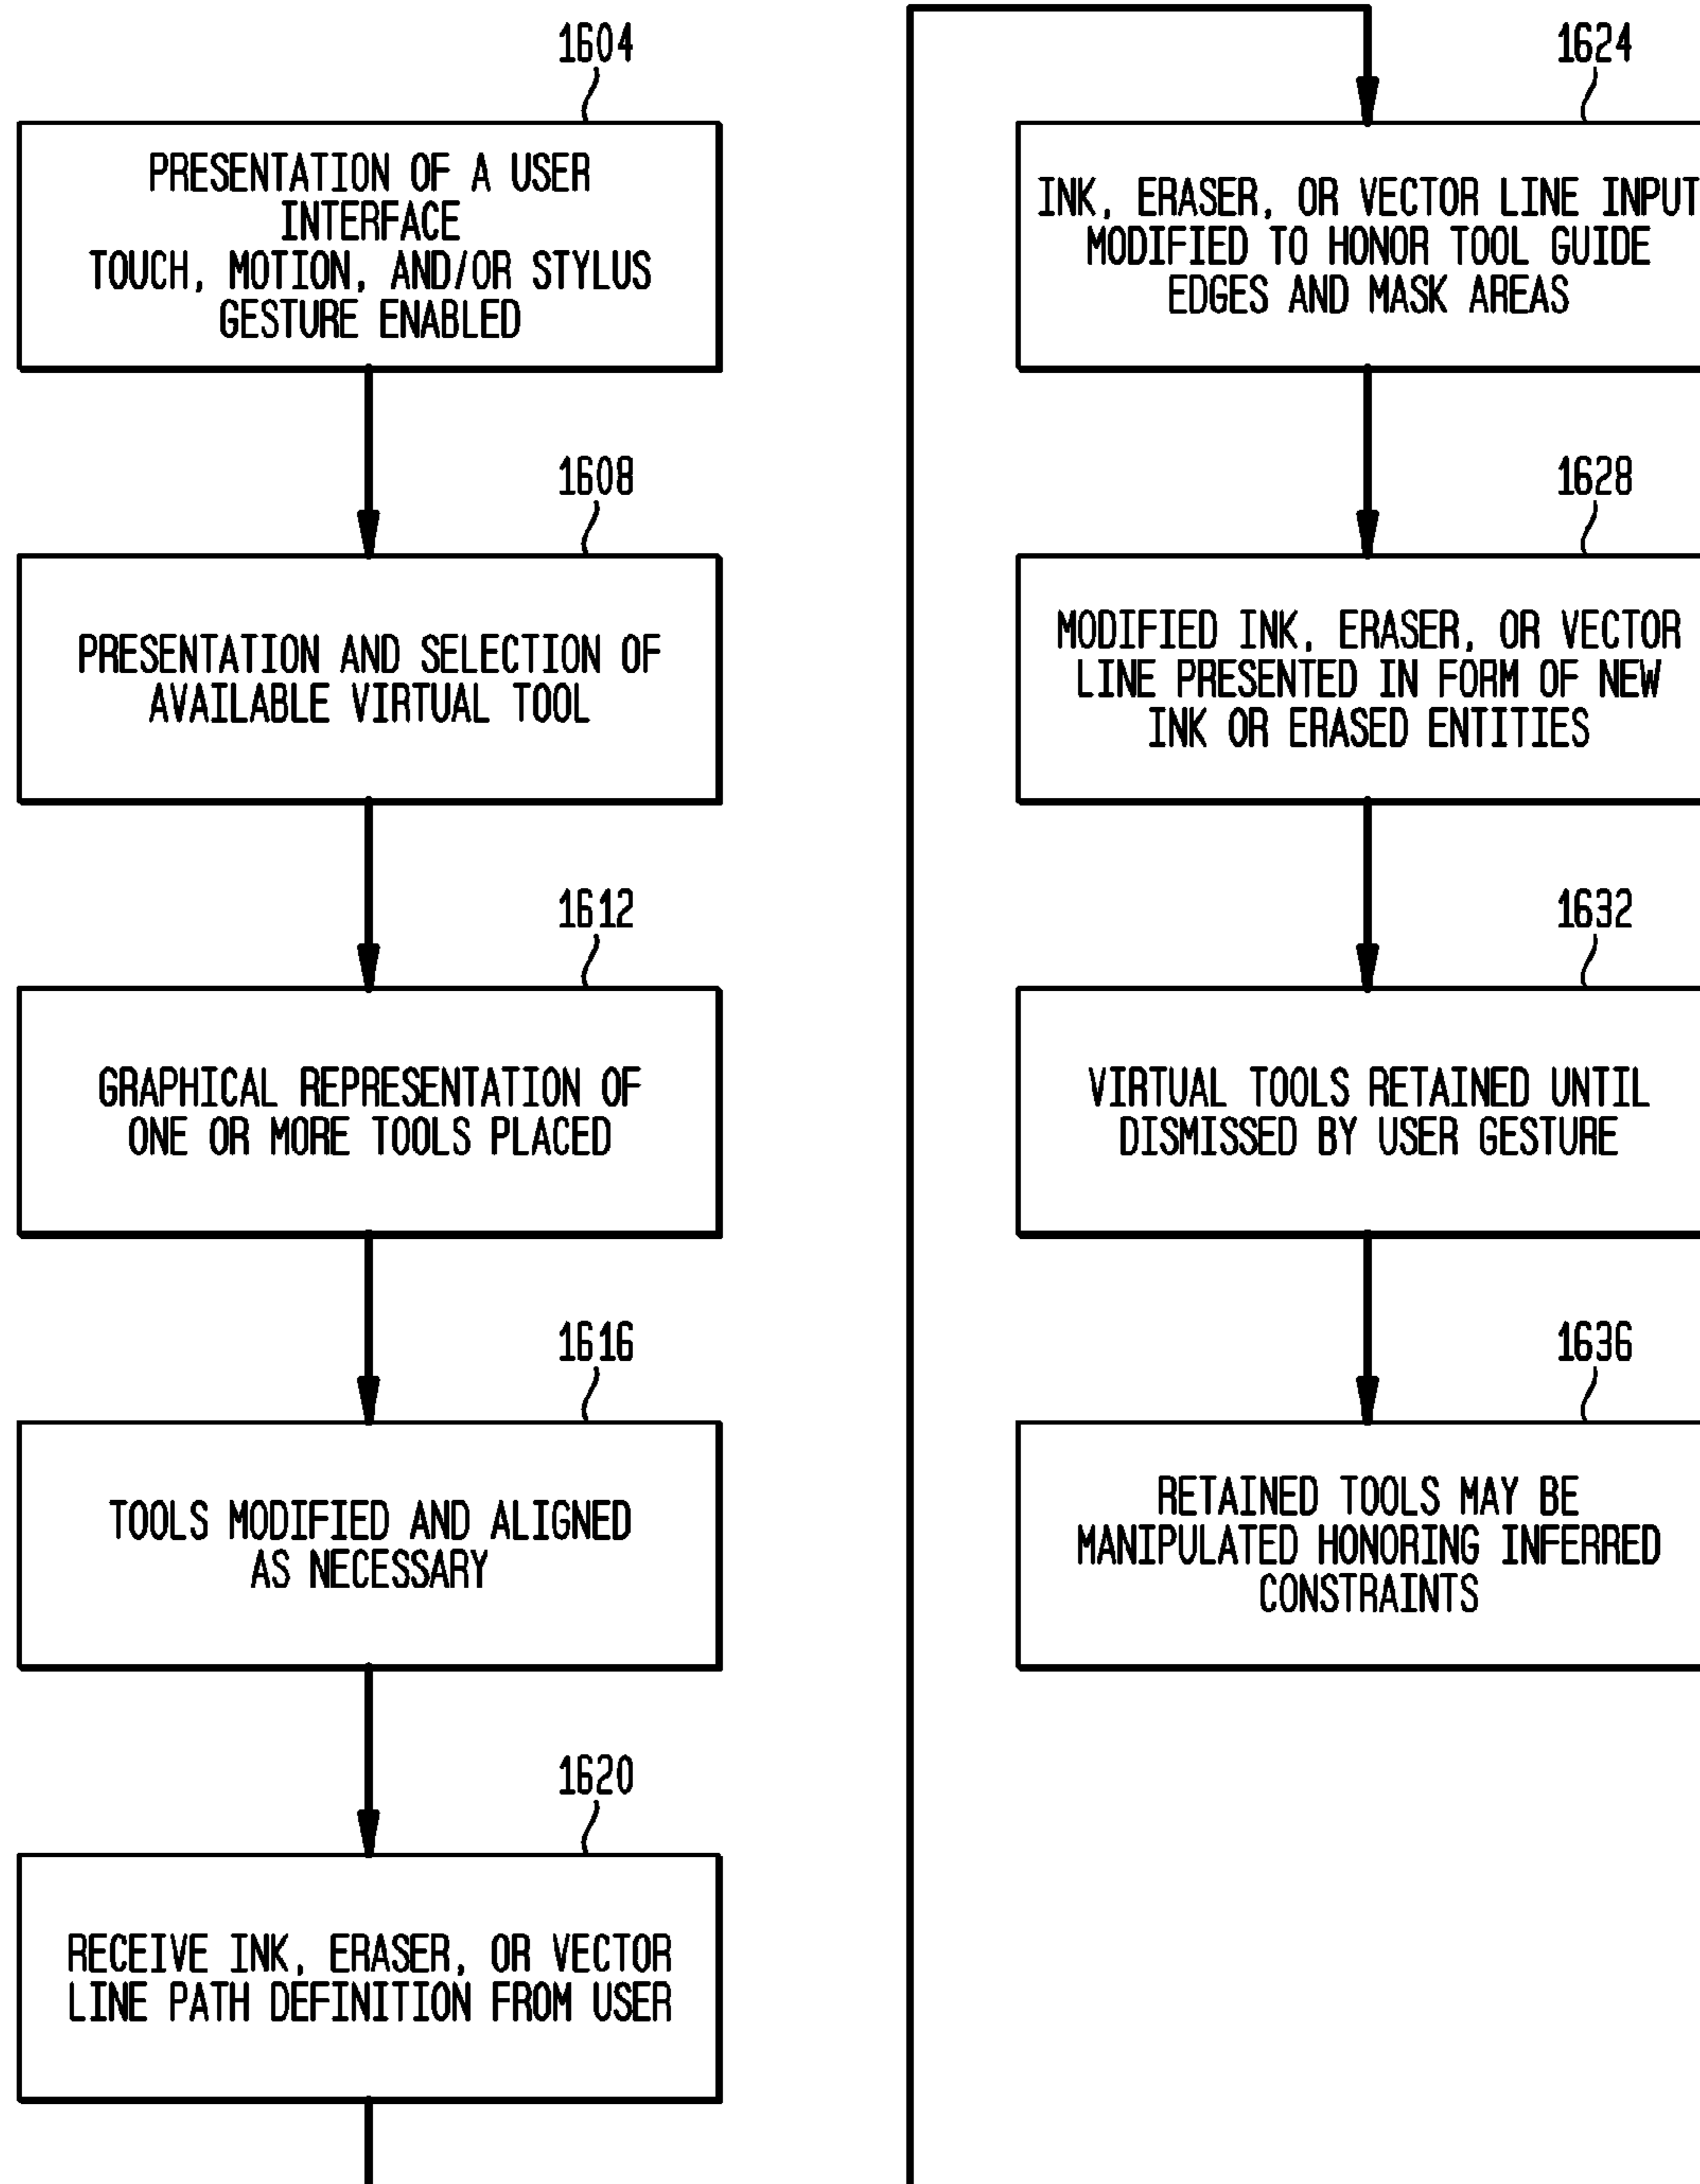 1604
PRESENTATION OF A USER
INTERFACE
TOUCH, MOTION, AND/OR STYLUS
GESTURE ENABLED
1608
PRESENTATION AND SELECTION OF
AVAILABLE VIRTUAL TOOL
1612
GRAPHICAL REPRESENTATION OF
ONE OR MORE TOOLS PLACED
1616
TOOLS MODIFIED AND ALIGNED
AS NECESSARY
1620
RECEIVE INK, ERASER, OR VECTOR
LINE PATH DEFINITION FROM USER
1624
INK, ERASER, OR VECTOR LINE INPUT
MODIFIED TO HONOR TOOL GUIDE
EDGES AND MASK AREAS
1628
MODIFIED INK, ERASER, OR VECTOR
LINE PRESENTED IN FORM OF NEW
INK OR ERASED ENTITIES
1632
VIRTUAL TOOLS RETAINED UNTIL
DISMISSED BY USER GESTURE
1636
RETAINED TOOLS MAY BE
MANIPULATED HONORING INFERRED
CONSTRAINTS